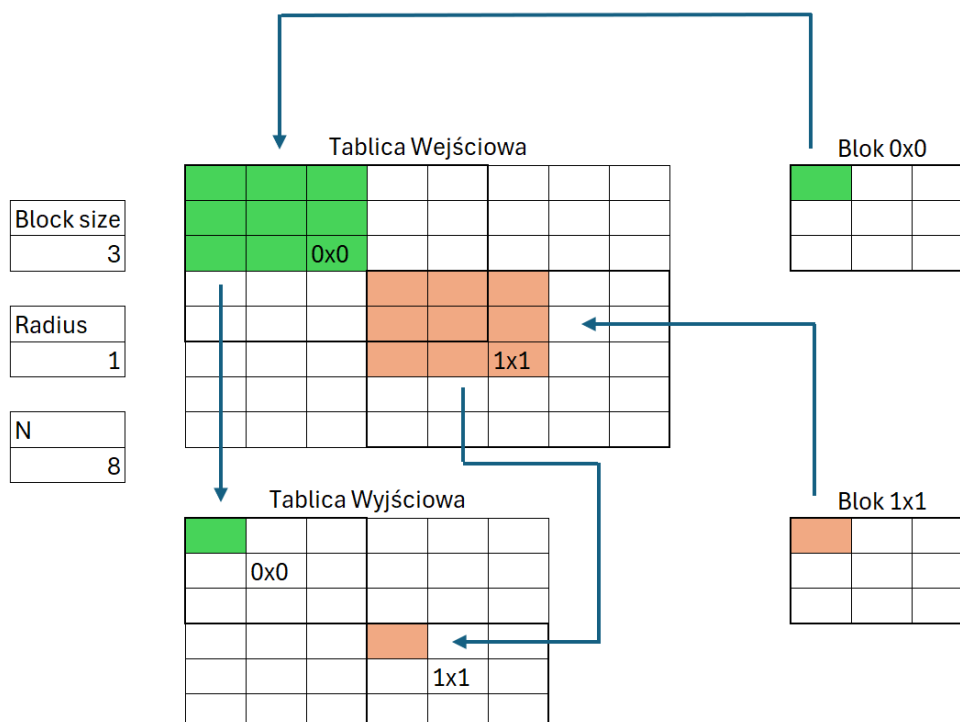 Tablica Wejściowa
Blok 0x0
Block size
3
0x0
Radius
1
1x1
N
8
Tablica Wyjściowa
Blok 1x1
0x0
1x1